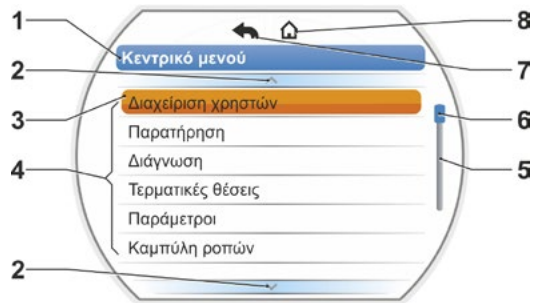 1
8
Κεντρικό μενού
7
2
Διαχείριση χρηστών
3
6
Παρατήρηση
Διάγνωση
4
5
Τερματικές θέσεις
Παράμετροι
Καμπύλη ροπών
2